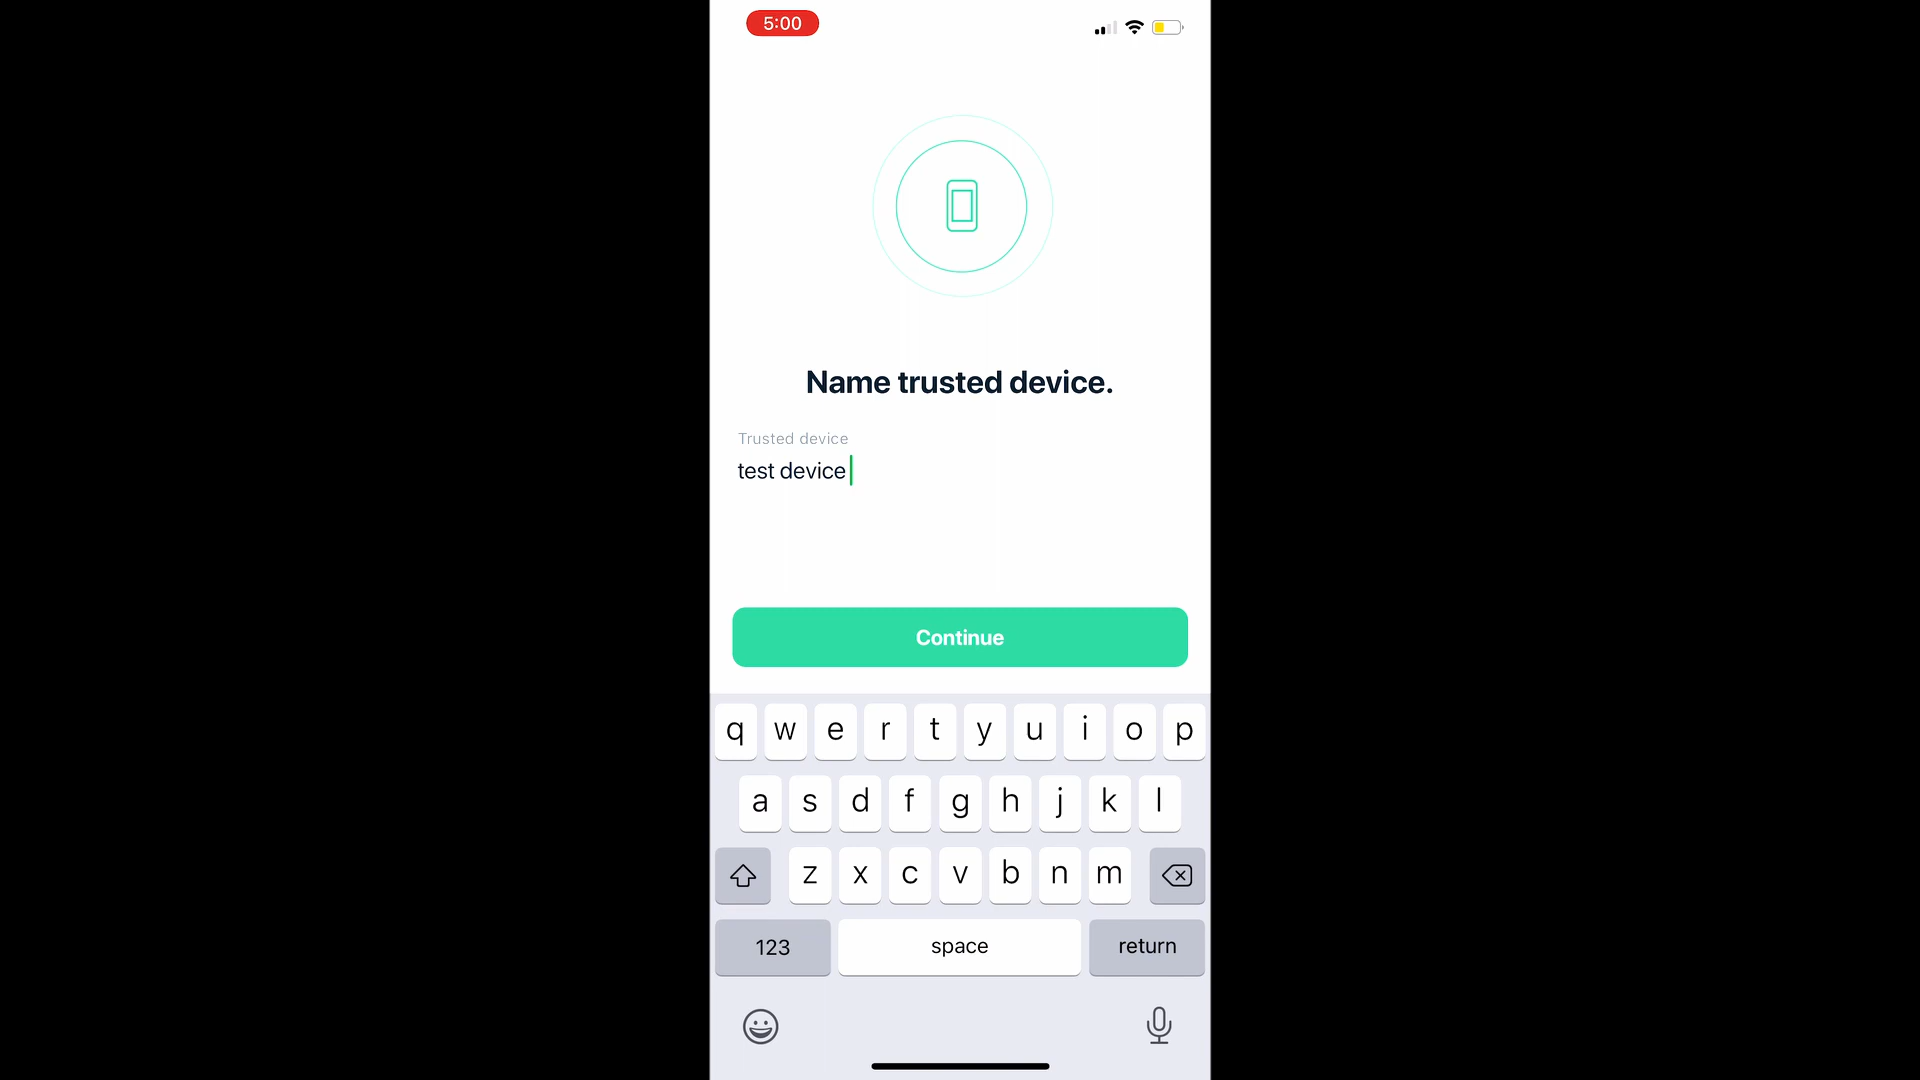 5:00
Name trusted device.
Trusted device
test device
Continue
q w e r t y u i o p
a s d f g h j k l
z x c v b n m
123 space return